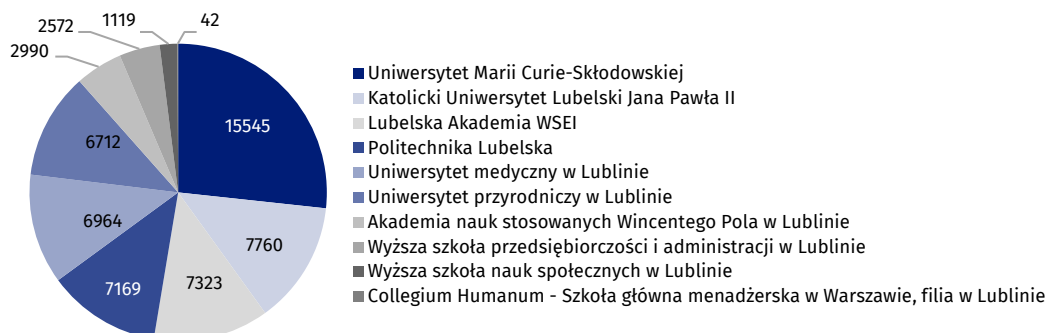 2572
1119
42
2990
15545
6712
6964
7760
7169
7323
Uniwersytet Marii Curie-Skłodowskiej
Katolicki Uniwersytet Lubelski Jana Pawła II
Lubelska Akademia WSEI
Politechnika Lubelska
Uniwersytet medyczny w Lublinie
Uniwersytet przyrodniczy w Lublinie
Akademia nauk stosowanych Wincentego Pola w Lublinie
Wyższa szkoła przedsiębiorczości i administracji w Lublinie
Wyższa szkoła nauk społecznych w Lublinie
Collegium Humanum - Szkoła główna menadżerska w Warszawie, filia w Lublinie